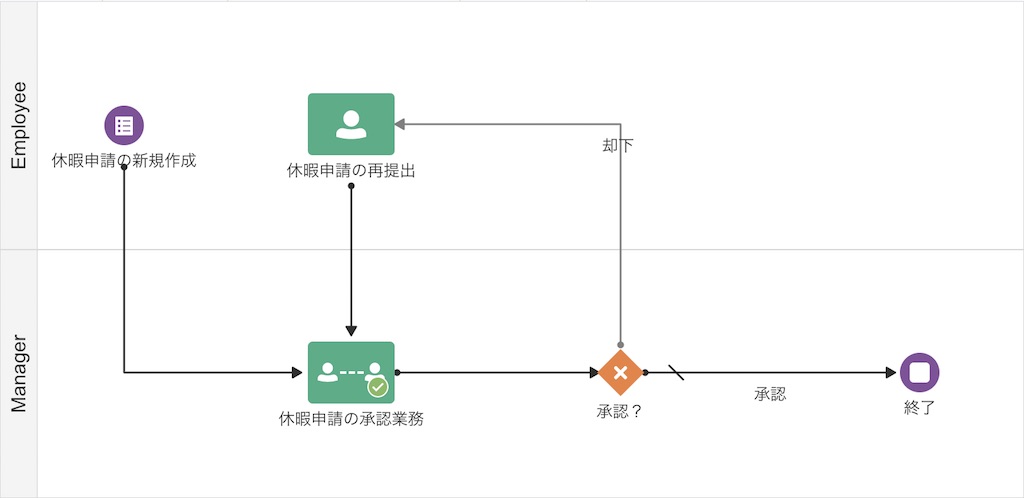 Employee
休暇申請の新規作成
休暇申請の再提出
却下
Manager
休暇申請の承認業務
承認？
承認
終了